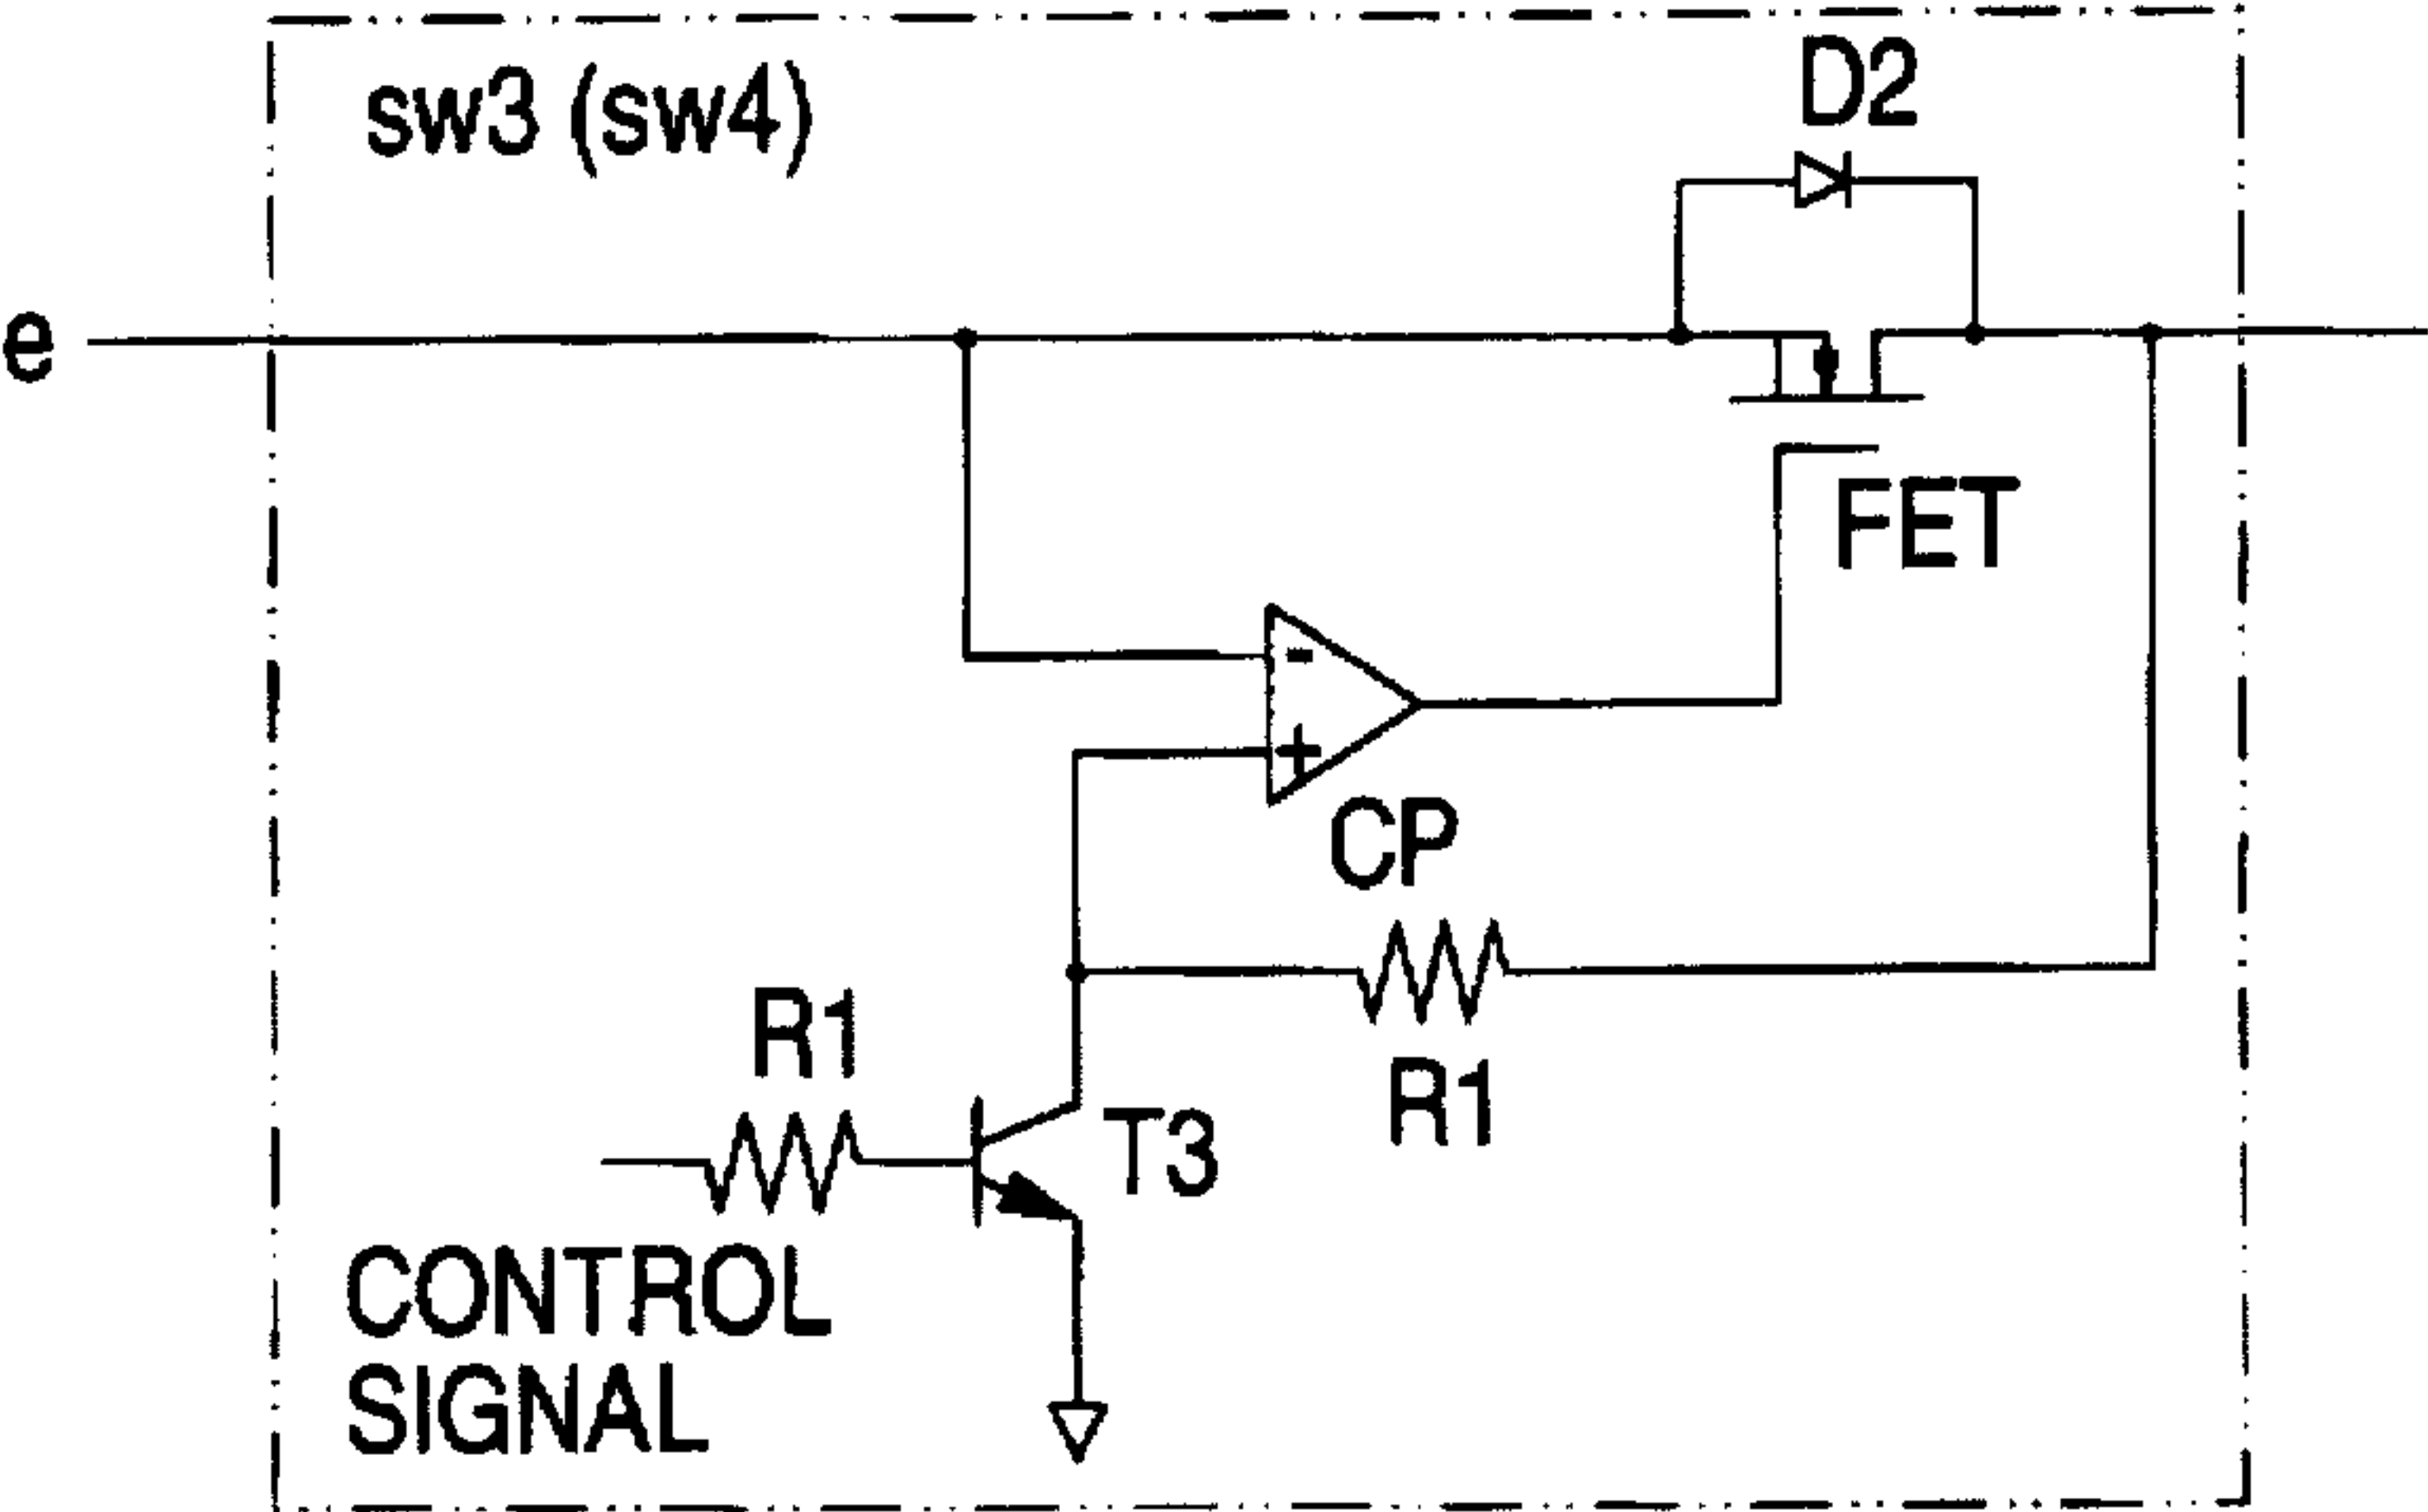 sw3 (sw4)
D2
e
FET
-
+
CP
R1
R1
T3
CONTROL
SIGNAL